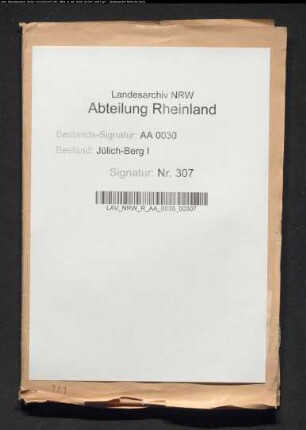 Landesarchiv NRW
Abteilung Rheinland
Bestands-Signatur: AA 0030
Bestand: Jülich-Berg I
Signatur: Nr. 307
LAV_NRW_R_AA_0030_00307